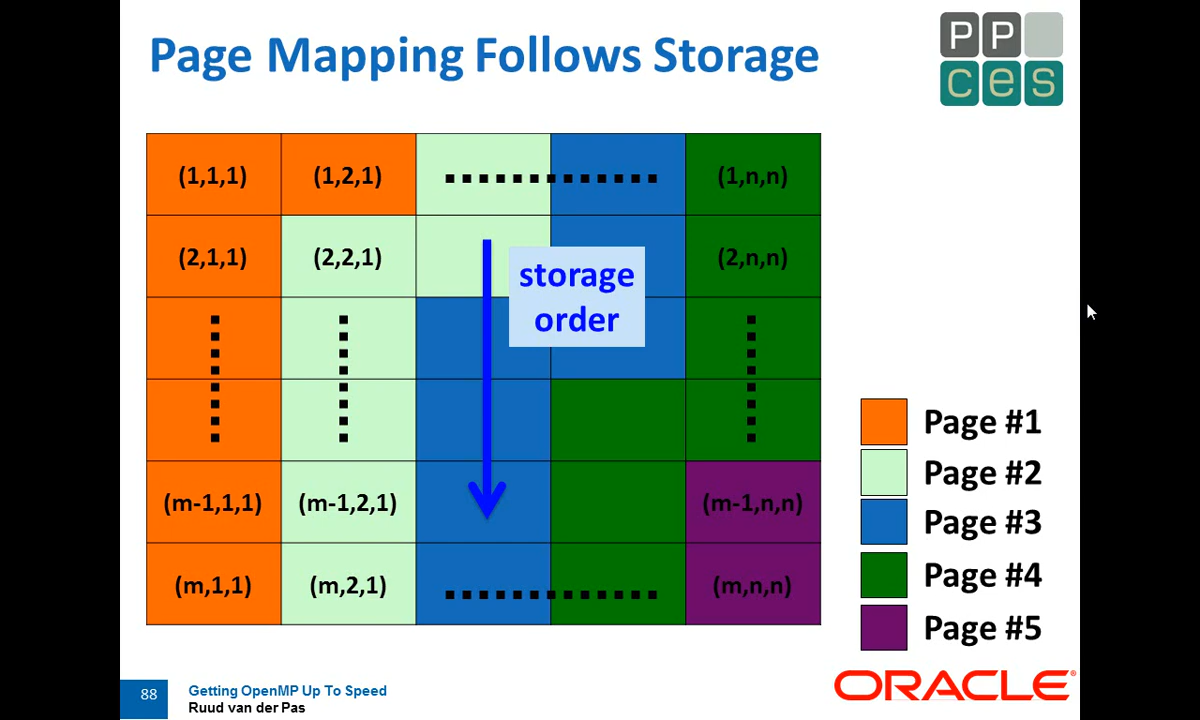 Page Mapping Follows Storage
P P
c e s
(1,1,1) (1,2,1) (1,n,n)
(2,1,1) (2,2,1) (2,n,n)
storage
order
(m-1,1,1) (m-1,2,1) (m-1,n,n)
(m,1,1) (m,2,1) (m,n,n)
Page #1
Page #2
Page #3
Page #4
Page #5
88
Getting OpenMP Up To Speed
Ruud van der Pas
ORACLE®